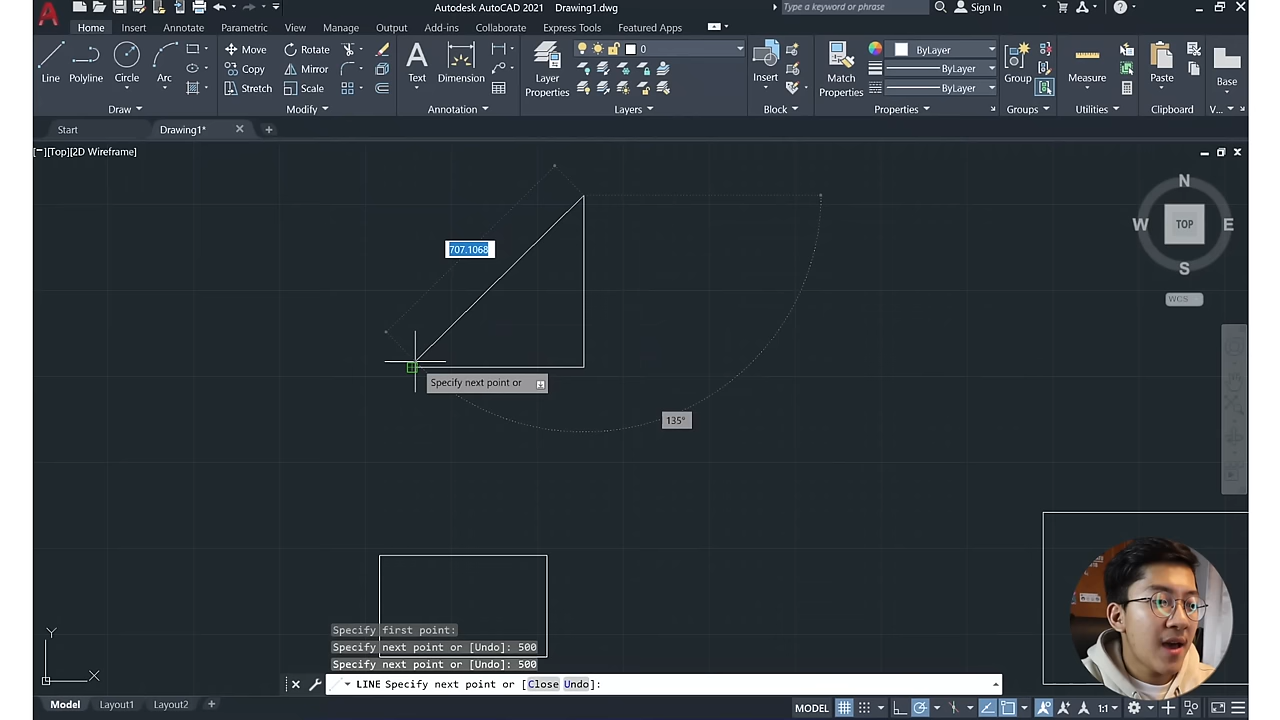 Autodesk AutoCAD 2021 Drawing1.dwg
Type a keyword or phrase
Sign In
Home Insert Annotate Parametric View Manage Output Add-ins Collaborate Express Tools Featured Apps
Line Polyline Circle Arc
Move Rotate
Copy Mirror
Stretch Scale
Text Dimension
Layer Properties
0
Insert
Match Properties
ByLayer
ByLayer
ByLayer
Group
Measure
Paste
Base
Draw Modify Annotation Layers Block Properties Groups Utilities Clipboard V...
Start Drawing1*
[−][Top][2D Wireframe]
N
W TOP E
S
WCS
707.1068
Specify next point or
135°
Specify first point:
Specify next point or [Undo]: 500
Specify next point or [Undo]: 500
LINE Specify next point or [Close Undo]:
Y
X
Model Layout1 Layout2
MODEL
1:1